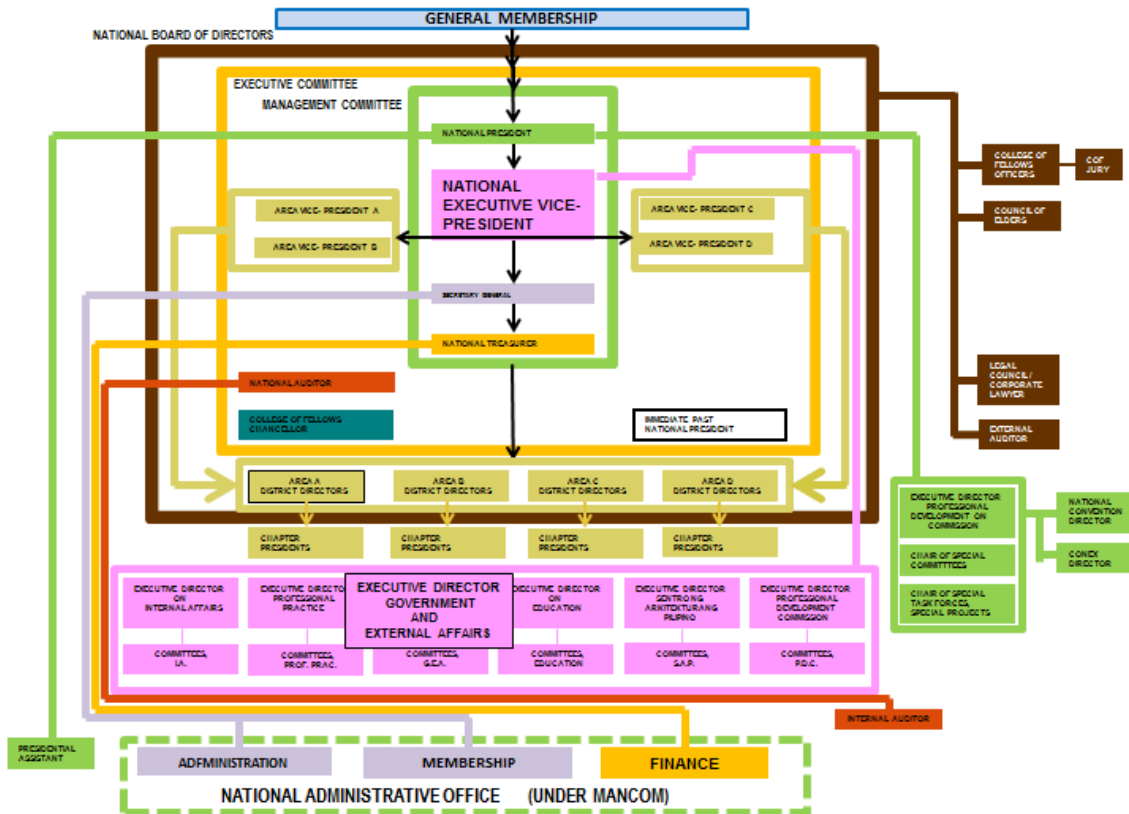 GENERAL MEMBERSHIP
NATIONAL BOARD OF DIRECTORS
EXECUTIVE COMMITTEE
MANAGEMENT COMMITTEE
NATIONAL PRESIDENT
NATIONAL
EXECUTIVE VICE-
PRESIDENT
AREA VICE- PRESIDENT A
AREA VICE- PRESIDENT B
AREA VICE- PRESIDENT C
AREA VICE- PRESIDENT D
SECRETARY GENERAL
NATIONAL TREASURER
NATIONAL AUDITOR
COLLEGE OF FELLOWS
CHANCELLOR
IMMEDIATE PAST
NATIONAL PRESIDENT
COLLEGE OF
FELLOWS
OFFICERS
COF
JURY
COUNCIL OF
ELDERS
LEGAL
COUNCIL /
CORPORATE
LAWYER
EXTERNAL
AUDITOR
AREA A
DISTRICT DIRECTORS
AREA B
DISTRICT DIRECTORS
AREA C
DISTRICT DIRECTORS
AREA D
DISTRICT DIRECTORS
CHAPTER
PRESIDENTS
CHAPTER
PRESIDENTS
CHAPTER
PRESIDENTS
CHAPTER
PRESIDENTS
EXECUTIVE DIRECTOR
PROFESSIONAL
DEVELOPMENT ON
COMMISSION
CHAIR OF SPECIAL
COMMITTTEES
CHAIR OF SPECIAL
TASK FORCES,
SPECIAL PROJECTS
NATIONAL
CONVENTION
DIRECTOR
CONEX
DIRECTOR
EXECUTIVE DIRECTOR
ON
INTERNAL AFFAIRS
EXECUTIVE DIRECTOR
PROFESSIONAL
PRACTICE
EXECUTIVE DIRECTOR
GOVERNMENT
AND
EXTERNAL AFFAIRS
EXECUTIVE DIRECTOR
ON
EDUCATION
EXECUTIVE DIRECTOR
SENTRONG
ARKITEKTURANG
PILIPINO
EXECUTIVE DIRECTOR
PROFESSIONAL
DEVELOPMENT
COMMISSION
COMMITTEES,
I.A.
COMMITTEES,
PROF. PRAC.
COMMITTEES,
G.E.A.
COMMITTEES,
EDUCATION
COMMITTEES,
S.A.P.
COMMITTEES,
P.D.C.
INTERNAL AUDITOR
PRESIDENTIAL
ASSISTANT
ADFMINISTRATION
MEMBERSHIP
FINANCE
NATIONAL ADMINISTRATIVE OFFICE (UNDER MANCOM)